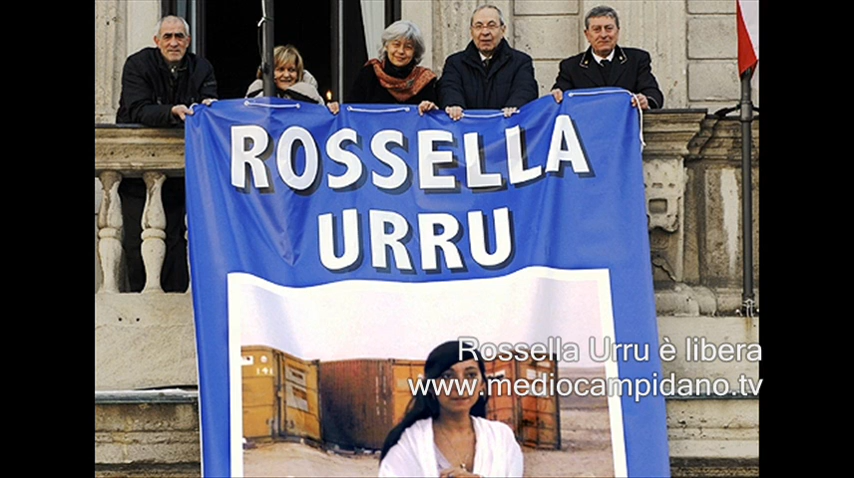 ROSSELLA
URRU
Rossella Urru è libera
www.mediocampidano.tv